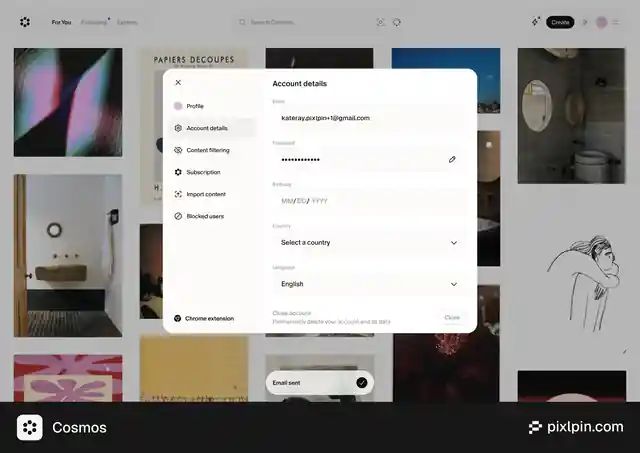 For You
Following
Explore
Search Cosmos...
Create
PAPIERS DECOUPES
Account details
Profile
Account details
Content filtering
Subscription
Import content
Blocked users
Chrome extension
Email
kateray.pixlpin+1@gmail.com
Password
••••••••••••
Birthday
MM/ DD/ YYYY
Country
Select a country
Language
English
Close account
Permanently delete your account and its data
Close
Email sent
Cosmos
pixlpin.com